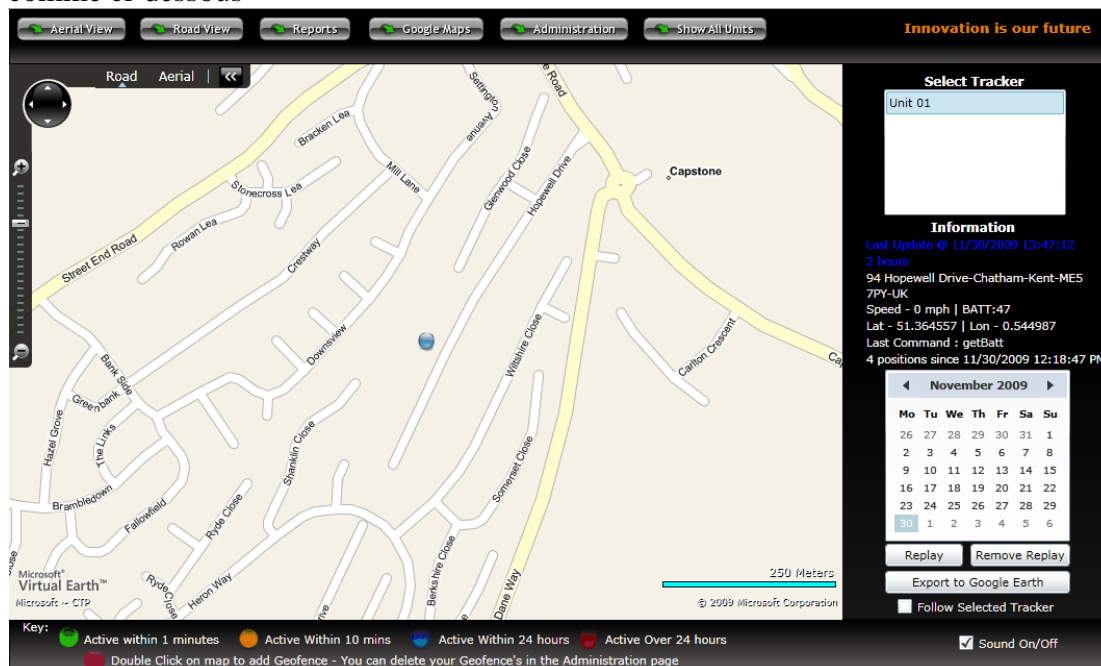 comme ci-dessous
Aerial View Road View Reports Google Maps Administration Show All Units
Innovation is our future
Road Aerial | <<
Select Tracker
Unit 01
Settington Avenue
Bracken Lea
Mill Lane
Glenwood Close
Hopewell Drive
Capstone
Stonecross Lea
Rowan Lea
Street End Road
Crestway
Downsview
Wiltshire Close
Carlton Crescent
Bank Side
Greenbank
Hazel Grove
The Links
Shanklin Close
Somerset Close
Brambledown
Fallowfield
Ryde Close
Ryde Close
Heron Way
Berkshire Close
Dane Way
Information
Last Update @ 11/30/2009 13:47:12
2 hours
94 Hopewell Drive-Chatham-Kent-ME5
7PY-UK
Speed - 0 mph | BATT:47
Lat - 51.364557 | Lon - 0.544987
Last Command : getBatt
4 positions since 11/30/2009 12:18:47 PM
November 2009
Mo Tu We Th Fr Sa Su
26 27 28 29 30 31 1
2 3 4 5 6 7 8
9 10 11 12 13 14 15
16 17 18 19 20 21 22
23 24 25 26 27 28 29
30 1 2 3 4 5 6
Replay Remove Replay
Export to Google Earth
Follow Selected Tracker
Microsoft®
Virtual Earth™
Microsoft ~ CTP
250 Meters
© 2009 Microsoft Corporation
Key:
Active within 1 minutes Active Within 10 mins Active Within 24 hours Active Over 24 hours
Sound On/Off
Double Click on map to add Geofence - You can delete your Geofence's in the Administration page